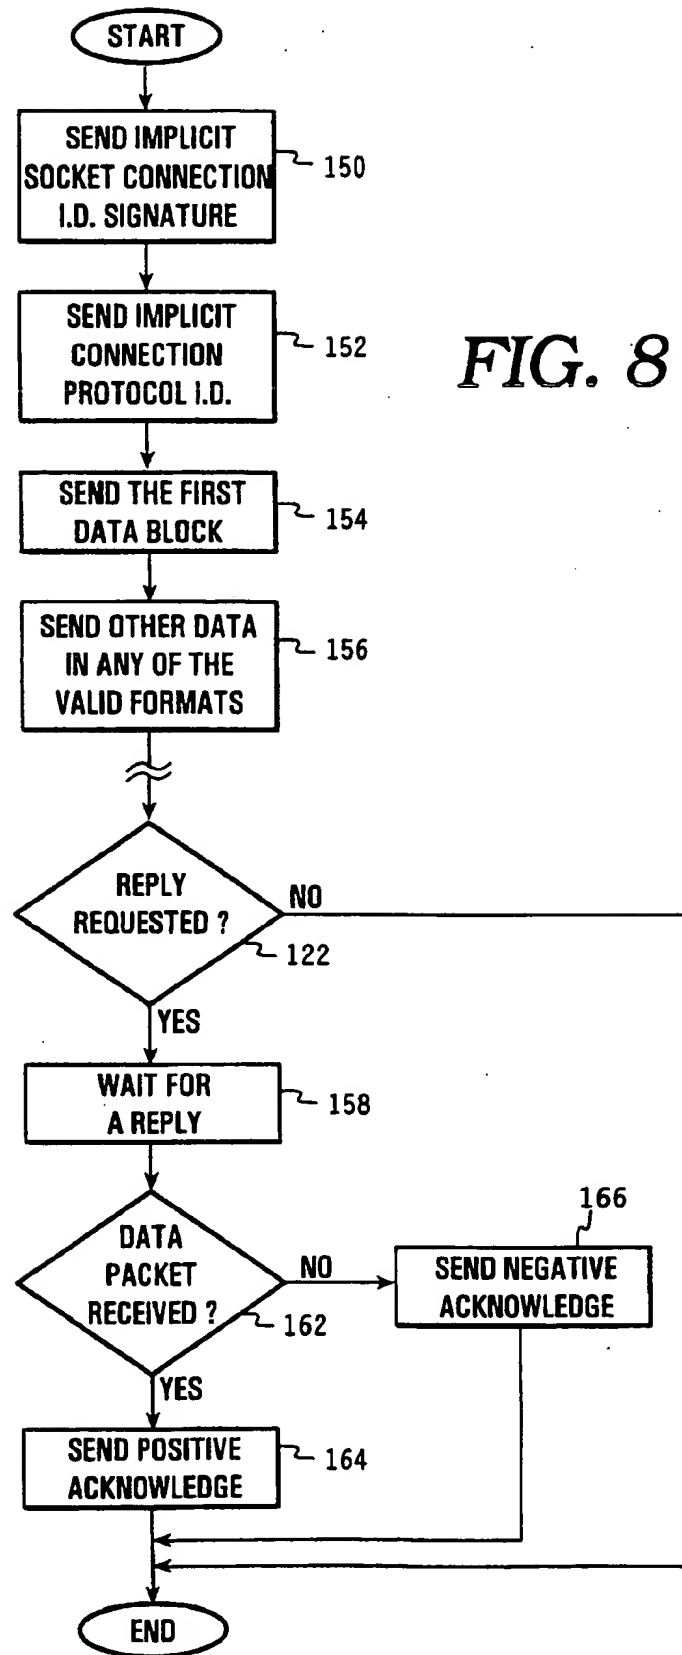 START
SEND IMPLICIT
SOCKET CONNECTION
I.D. SIGNATURE
150
SEND IMPLICIT
CONNECTION
PROTOCOL I.D.
152
FIG. 8
SEND THE FIRST
DATA BLOCK
154
SEND OTHER DATA
IN ANY OF THE
VALID FORMATS
156
REPLY
REQUESTED ?
NO
122
YES
WAIT FOR
A REPLY
158
DATA
PACKET
RECEIVED ?
NO
162
166
SEND NEGATIVE
ACKNOWLEDGE
YES
SEND POSITIVE
ACKNOWLEDGE
164
END